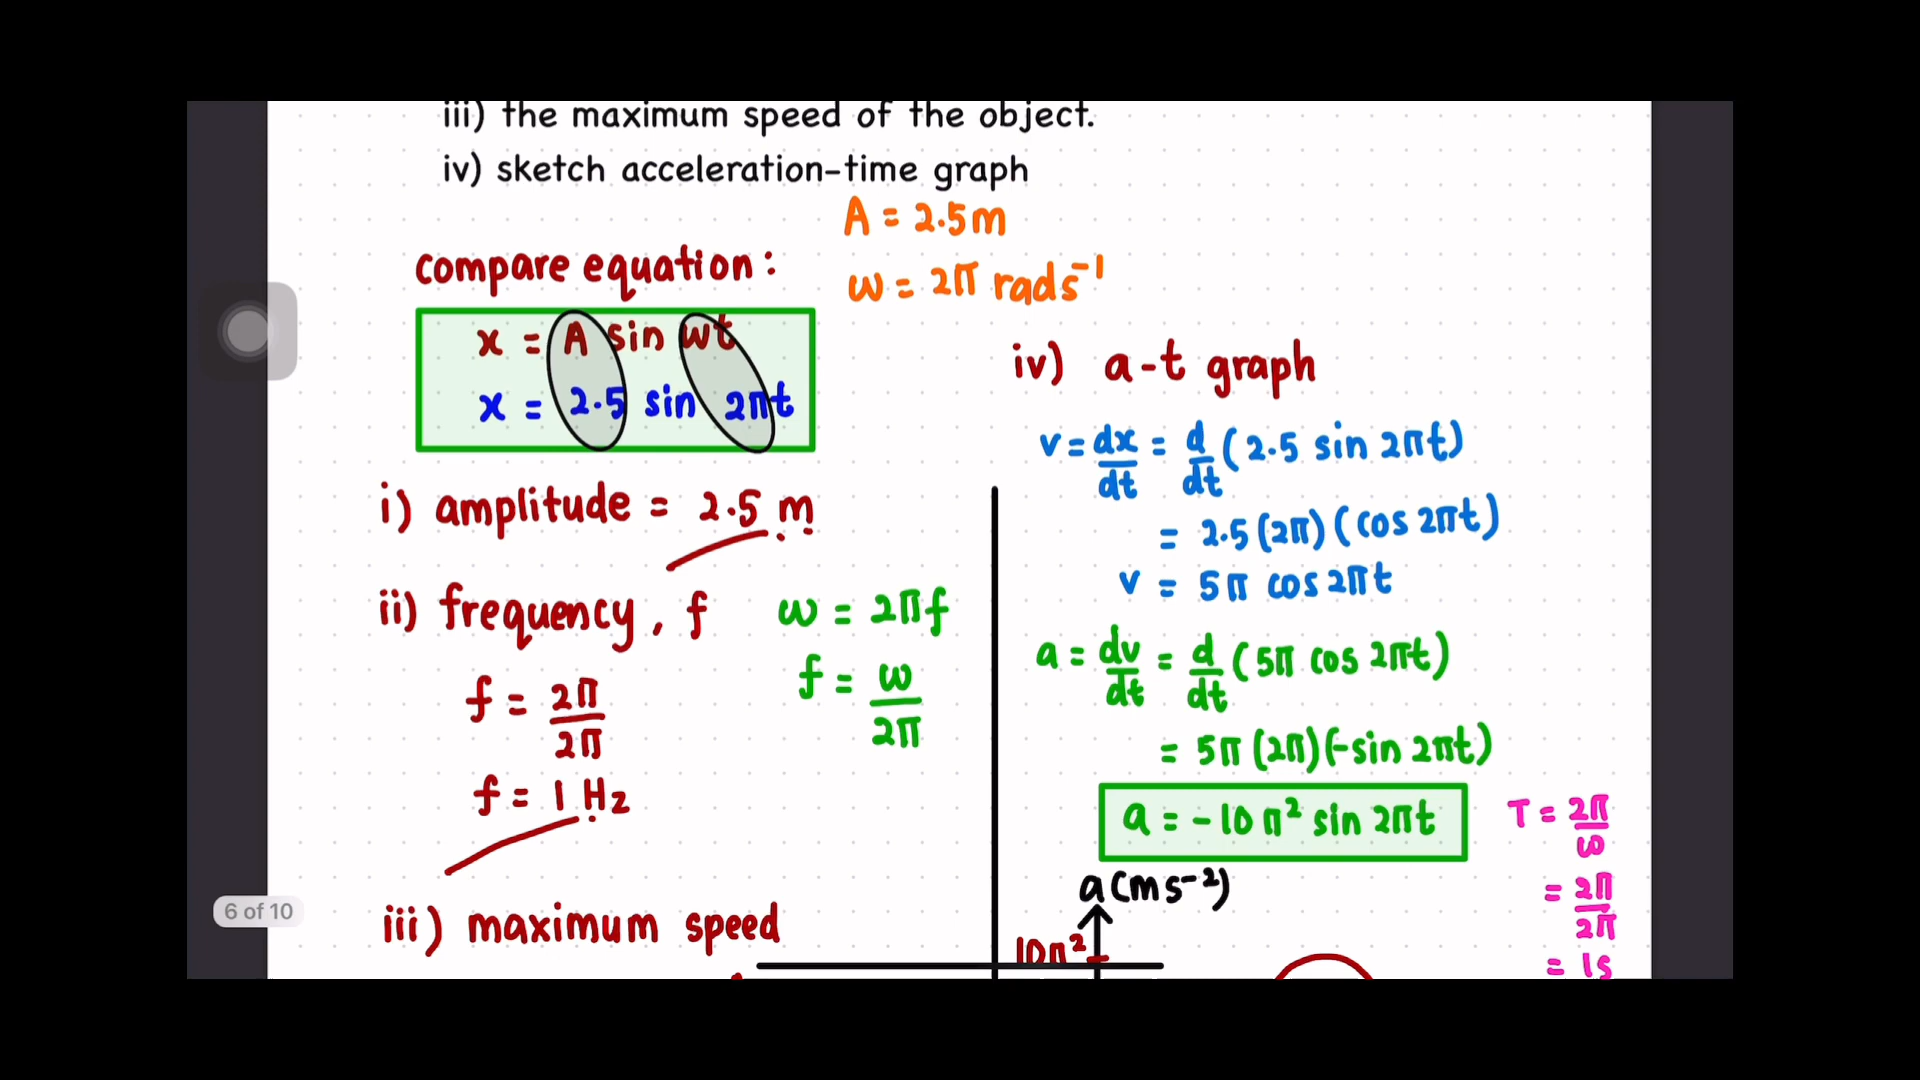 iii) the maximum speed of the object.
iv) sketch acceleration-time graph
A = 2.5m
ω = 2π rads⁻¹
compare equation:
x = A sin ωt
x = 2.5 sin 2πt
i) amplitude = 2.5 m
ii) frequency, f
ω = 2πf
f = ω/2π
f = 2π/2π
f = 1 Hz
iii) maximum speed
iv) a-t graph
v = dx/dt = d/dt (2.5 sin 2πt)
= 2.5 (2π) (cos 2πt)
v = 5π cos 2πt
a = dv/dt = d/dt (5π cos 2πt)
= 5π (2π)(-sin 2πt)
a = -10π² sin 2πt
T = 2π/ω
= 2π/2π
= 1s
a(ms⁻²)
10π²
6 of 10